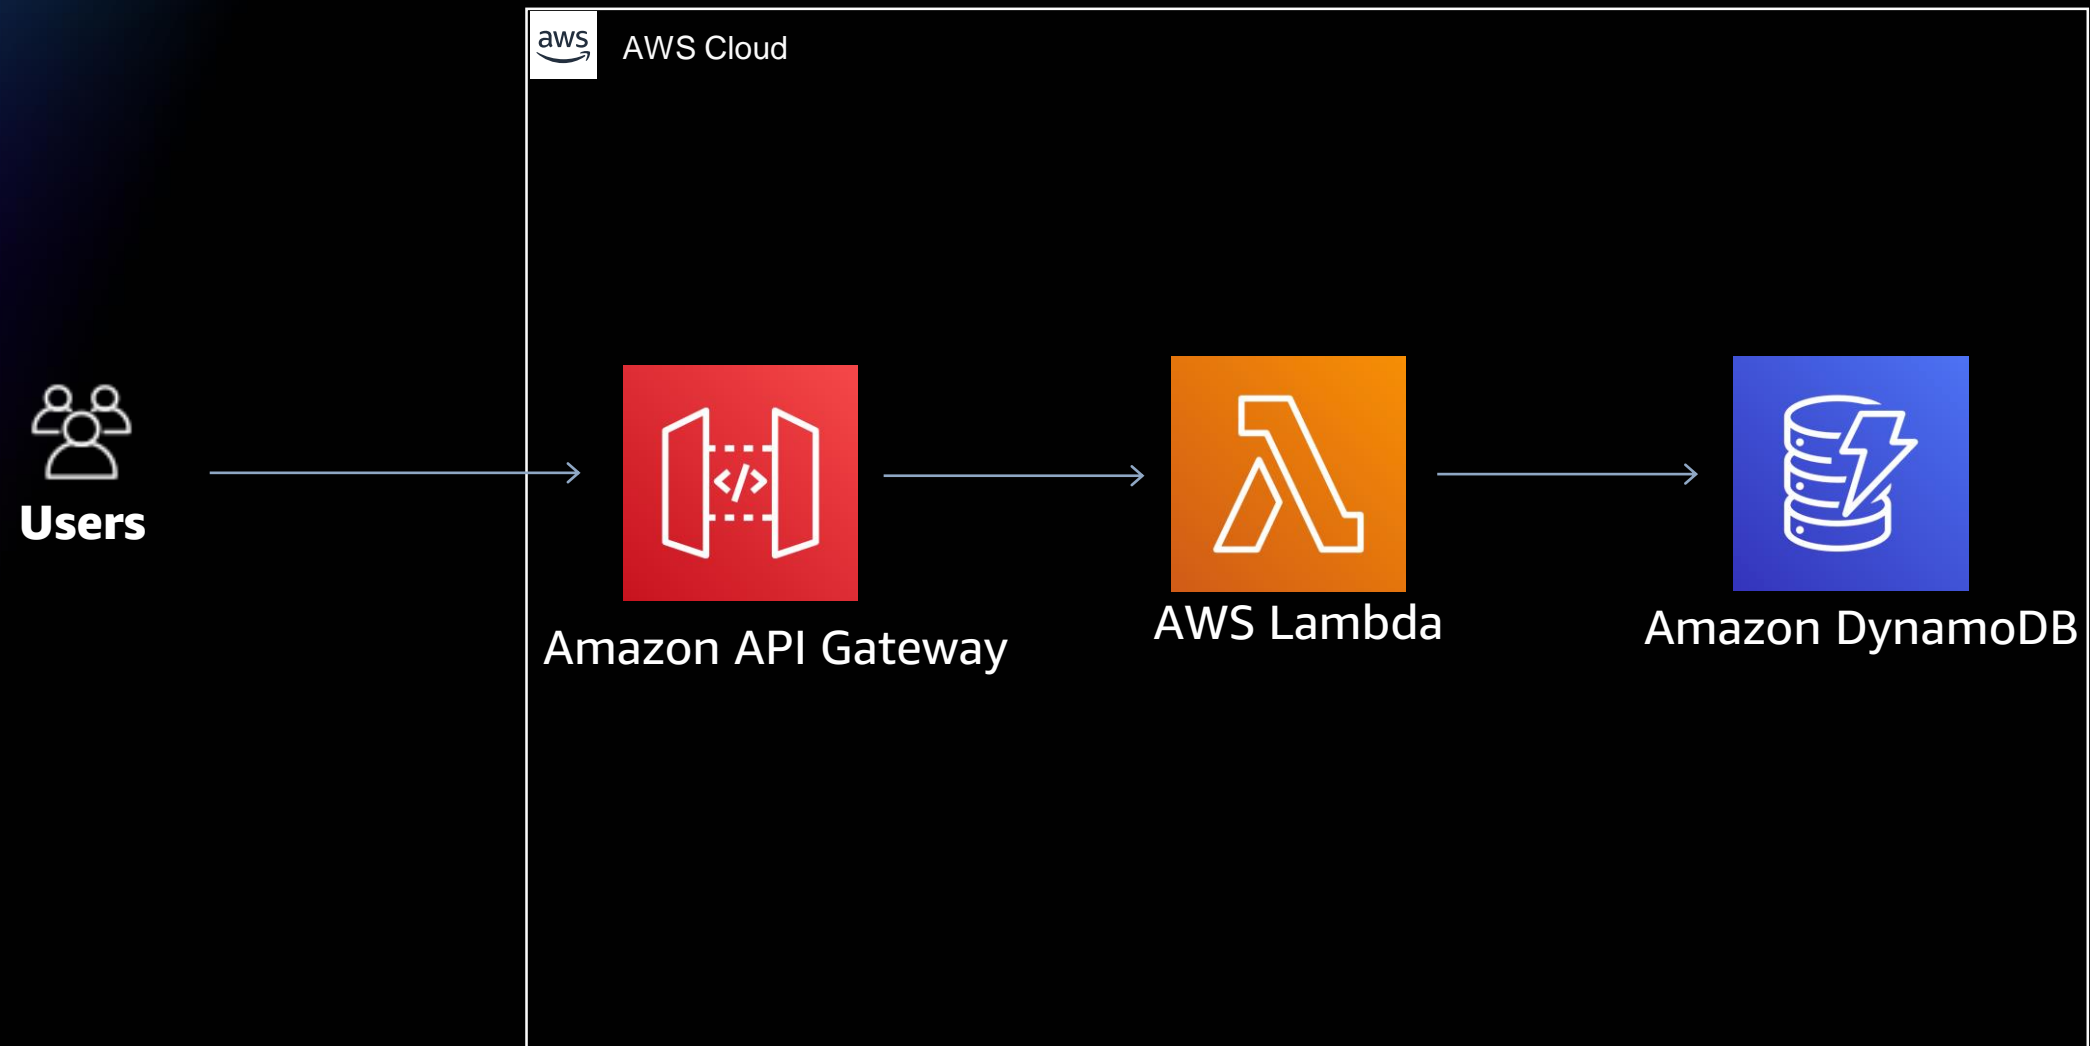 aws
AWS Cloud
</>
Users
Amazon API Gateway
AWS Lambda
Amazon DynamoDB